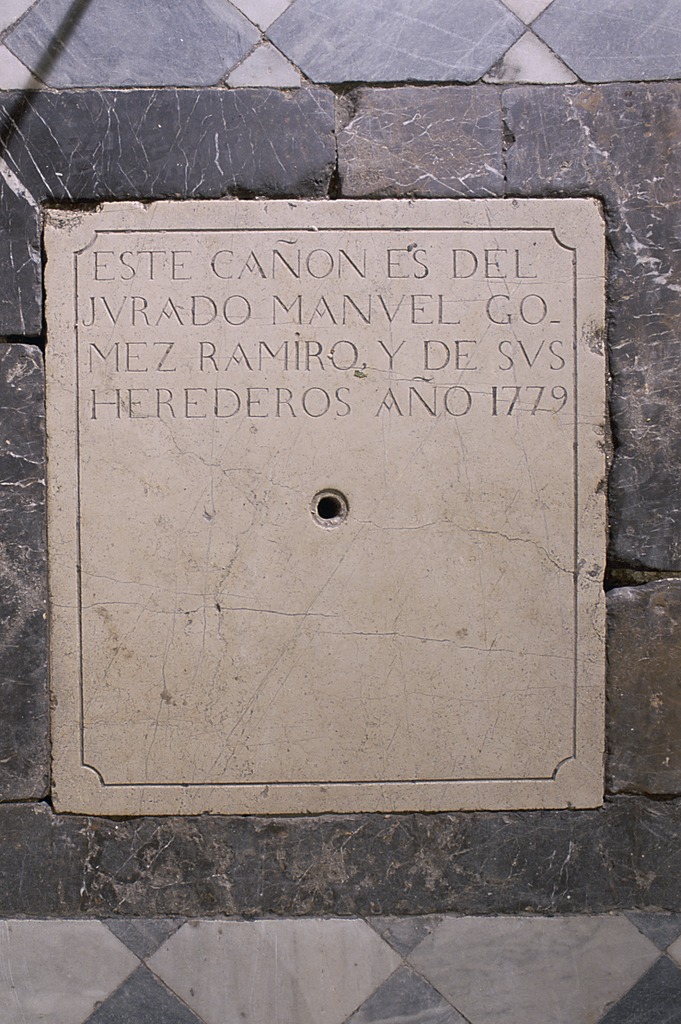 ESTE CAÑON ES DEL
JVRADO MANVEL GO-
MEZ RAMIRO, Y DE SVS
HEREDEROS AÑO 1779